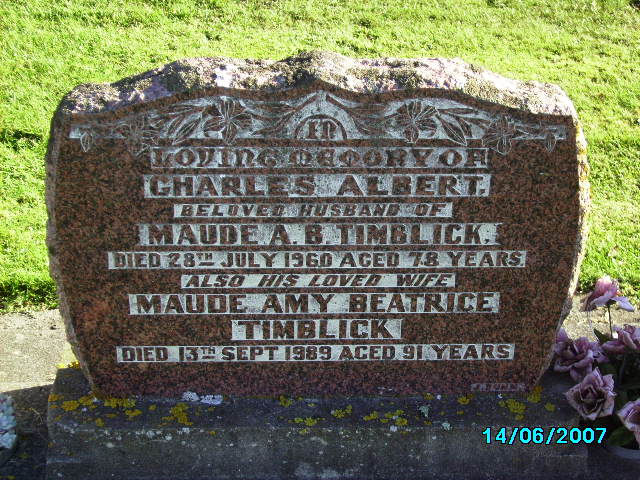 IN
LOVING MEMORY OF
CHARLES ALBERT.
BELOVED HUSBAND OF
MAUDE A. B. TIMBLICK.
DIED 28TH JULY 1960 AGED 78 YEARS.
ALSO HIS LOVED WIFE
MAUDE AMY BEATRICE
TIMBLICK
DIED 13TH SEPT 1989 AGED 91 YEARS
14/06/2007